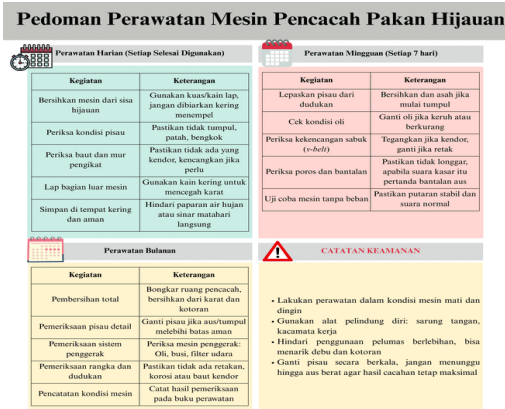 Pedoman Perawatan Mesin Pencacah Pakan Hijauan
Perawatan Harian (Setiap Selesai Digunakan)
Kegiatan Keterangan
Bersihkan mesin dari sisa hijauan
Gunakan kuas/kain lap, jangan dibiarkan kering menempel
Periksa kondisi pisau
Pastikan tidak tumpul, patah, bengkok
Periksa baut dan mur pengikat
Pastikan tidak ada yang kendor, kencangkan jika perlu
Lap bagian luar mesin
Gunakan kain kering untuk mencegah karat
Simpan di tempat kering dan aman
Hindari paparan air hujan atau sinar matahari langsung
Perawatan Mingguan (Setiap 7 hari)
Kegiatan Keterangan
Lepaskan pisau dari dudukan
Bersihkan dan asah jika mulai tumpul
Cek kondisi oli
Ganti oli jika keruh atau berkurang
Periksa kekencangan sabuk (v-belt)
Tegangkan jika kendor, ganti jika retak
Periksa poros dan bantalan
Pastikan tidak longgar, apabila suara kasar itu pertanda bantalan aus
Uji coba mesin tanpa beban
Pastikan putaran stabil dan suara normal
Perawatan Bulanan
Kegiatan Keterangan
Pembersihan total
Bongkar ruang pencacah, bersihkan dari karat dan kotoran
Pemeriksaan pisau detail
Ganti pisau jika aus/tumpul melebihi batas aman
Pemeriksaan sistem penggerak
Periksa mesin penggerak: Oli, busi, filter udara
Pemeriksaan rangka dan dudukan
Pastikan tidak ada retakan, korosi atau baut kendor
Pencatatan kondisi mesin
Catat hasil pemeriksaan pada buku perawatan
CATATAN KEAMANAN
• Lakukan perawatan dalam kondisi mesin mati dan dingin
• Gunakan alat pelindung diri: sarung tangan, kacamata kerja
• Hindari penggunaan pelumas berlebihan, bisa menarik debu dan kotoran
• Ganti pisau secara berkala, jangan menunggu hingga aus berat agar hasil cacahan tetap maksimal